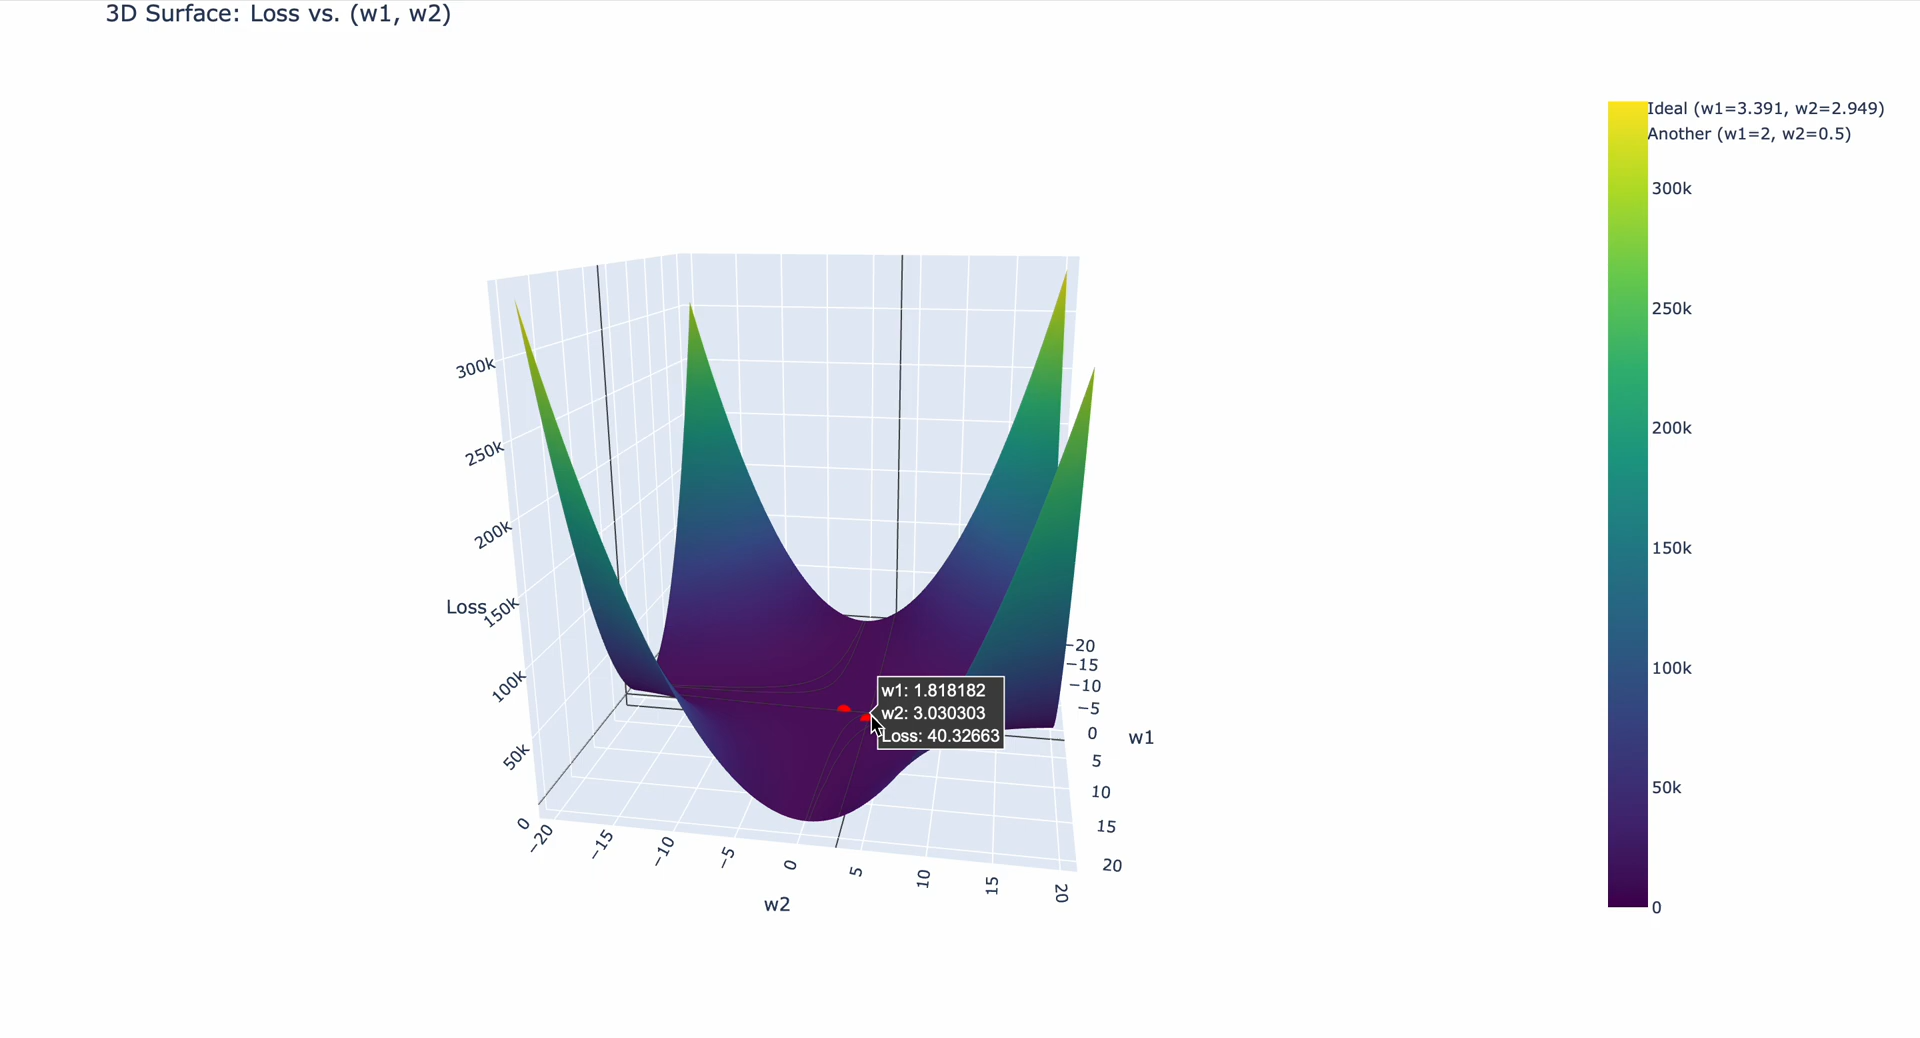 3D Surface: Loss vs. (w1, w2)
Ideal (w1=3.391, w2=2.949)
Another (w1=2, w2=0.5)
300k
250k
200k
150k
100k
50k
0
Loss
300k
250k
200k
150k
100k
50k
0
w1: 1.818182
w2: 3.030303
Loss: 40.32663
−20
−15
−10
−5
0
5
10
15
20
w1
−20
−15
−10
−5
0
5
10
15
20
w2